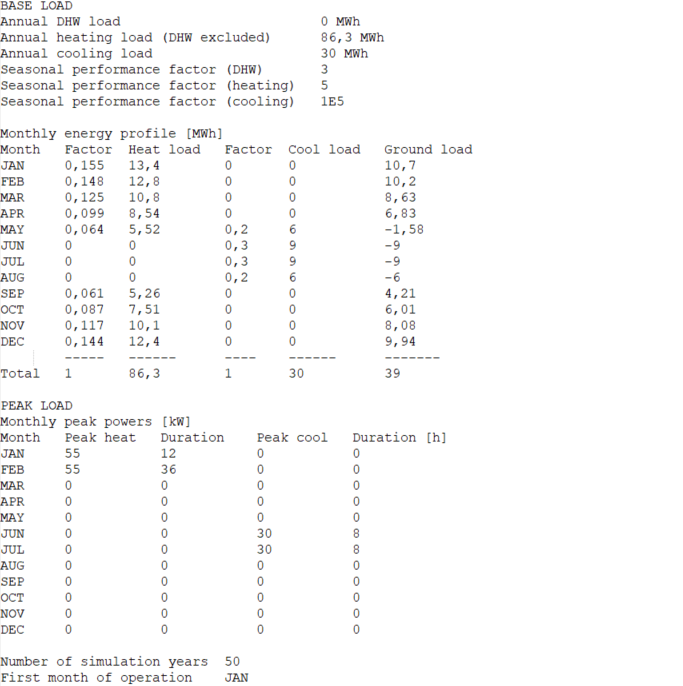 BASE LOAD
Annual DHW load 0 MWh
Annual heating load (DHW excluded) 86,3 MWh
Annual cooling load 30 MWh
Seasonal performance factor (DHW) 3
Seasonal performance factor (heating) 5
Seasonal performance factor (cooling) 1E5
Monthly energy profile [MWh]
Month Factor Heat load Factor Cool load Ground load
JAN 0,155 13,4 0 0 10,7
FEB 0,148 12,8 0 0 10,2
MAR 0,125 10,8 0 0 8,63
APR 0,099 8,54 0 0 6,83
MAY 0,064 5,52 0,2 6 -1,58
JUN 0 0 0,3 9 -9
JUL 0 0 0,3 9 -9
AUG 0 0 0,2 6 -6
SEP 0,061 5,26 0 0 4,21
OCT 0,087 7,51 0 0 6,01
NOV 0,117 10,1 0 0 8,08
DEC 0,144 12,4 0 0 9,94
----- ------ ---- ------ -------
Total 1 86,3 1 30 39
PEAK LOAD
Monthly peak powers [kW]
Month Peak heat Duration Peak cool Duration [h]
JAN 55 12 0 0
FEB 55 36 0 0
MAR 0 0 0 0
APR 0 0 0 0
MAY 0 0 0 0
JUN 0 0 30 8
JUL 0 0 30 8
AUG 0 0 0 0
SEP 0 0 0 0
OCT 0 0 0 0
NOV 0 0 0 0
DEC 0 0 0 0
Number of simulation years 50
First month of operation JAN